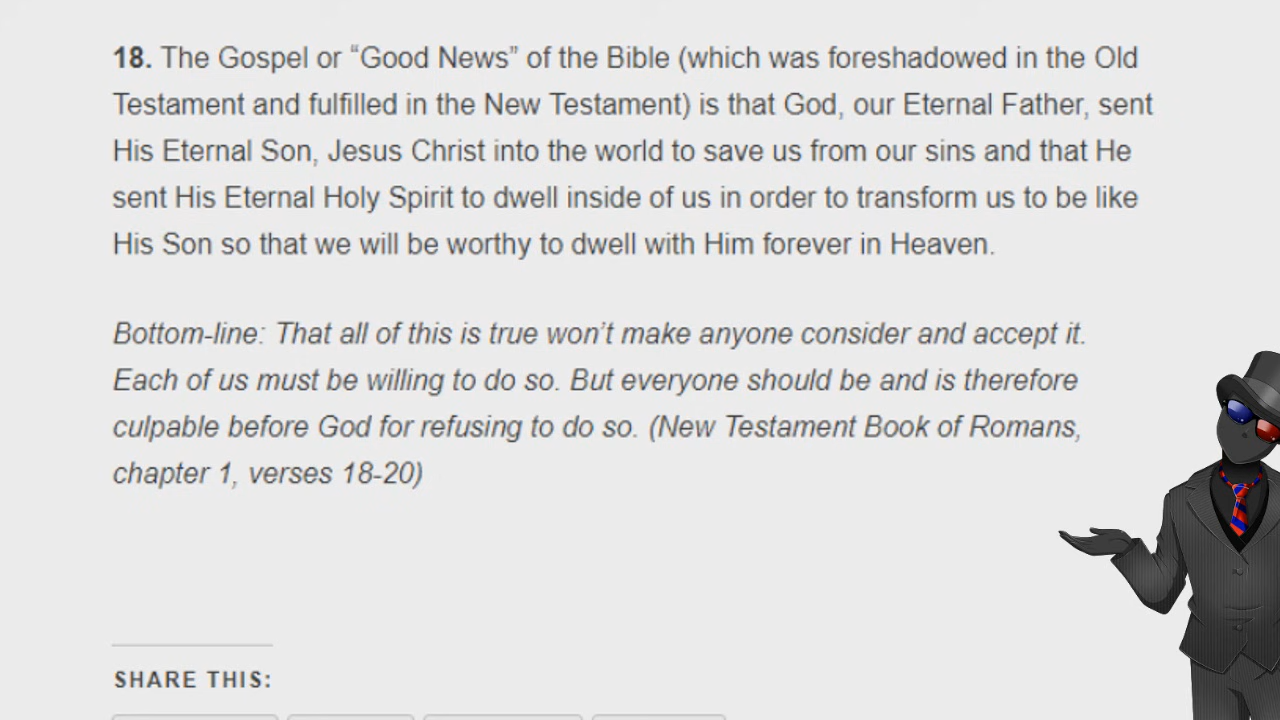 18. The Gospel or “Good News” of the Bible (which was foreshadowed in the Old
Testament and fulfilled in the New Testament) is that God, our Eternal Father, sent
His Eternal Son, Jesus Christ into the world to save us from our sins and that He
sent His Eternal Holy Spirit to dwell inside of us in order to transform us to be like
His Son so that we will be worthy to dwell with Him forever in Heaven.
Bottom-line: That all of this is true won’t make anyone consider and accept it.
Each of us must be willing to do so. But everyone should be and is therefore
culpable before God for refusing to do so. (New Testament Book of Romans,
chapter 1, verses 18-20)
SHARE THIS: